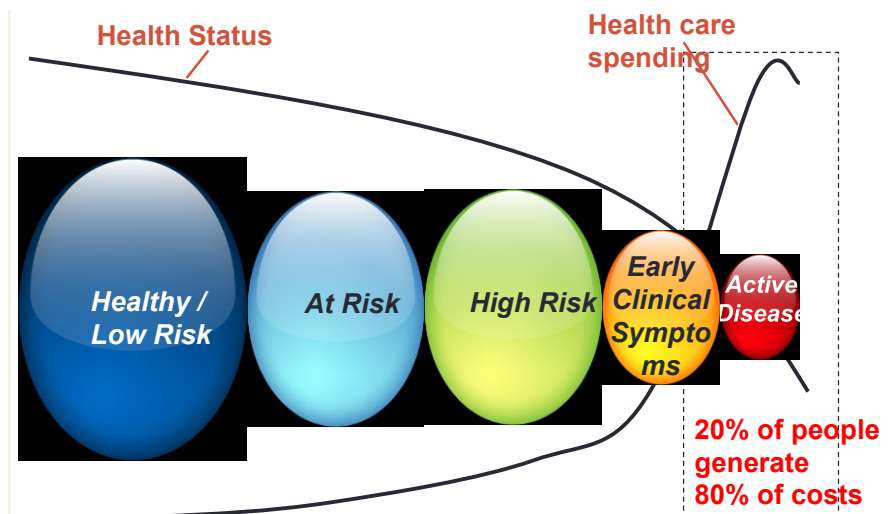 Health Status
Health care
spending
Healthy /
Low Risk
At Risk
High Risk
Early
Clinical
Sympto
ms
Active
Disease
20% of people
generate
80% of costs